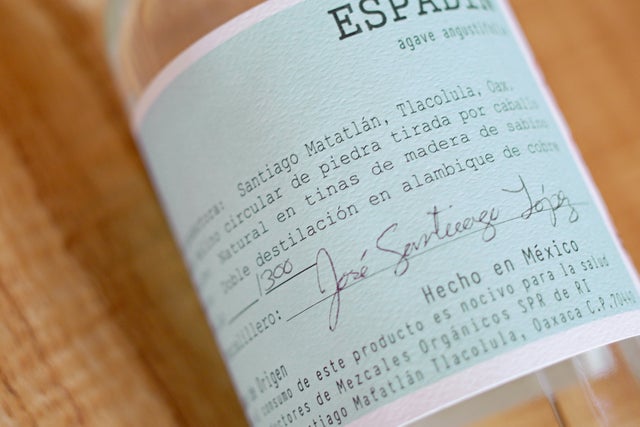 ESPADÍN
agave angustifolia
Santiago Matatlán, Tlacolula, Oax.
circular de piedra tirada por caballo
Natural en tinas de madera de sabino
Doble destilación en alambique de cobre
/300
José Santiago López
Hecho en México
Origen
consumo de este producto es nocivo para la salud
de Mezcales Orgánicos SPR de RI
Matatlán Tlacolula, Oaxaca C.P.